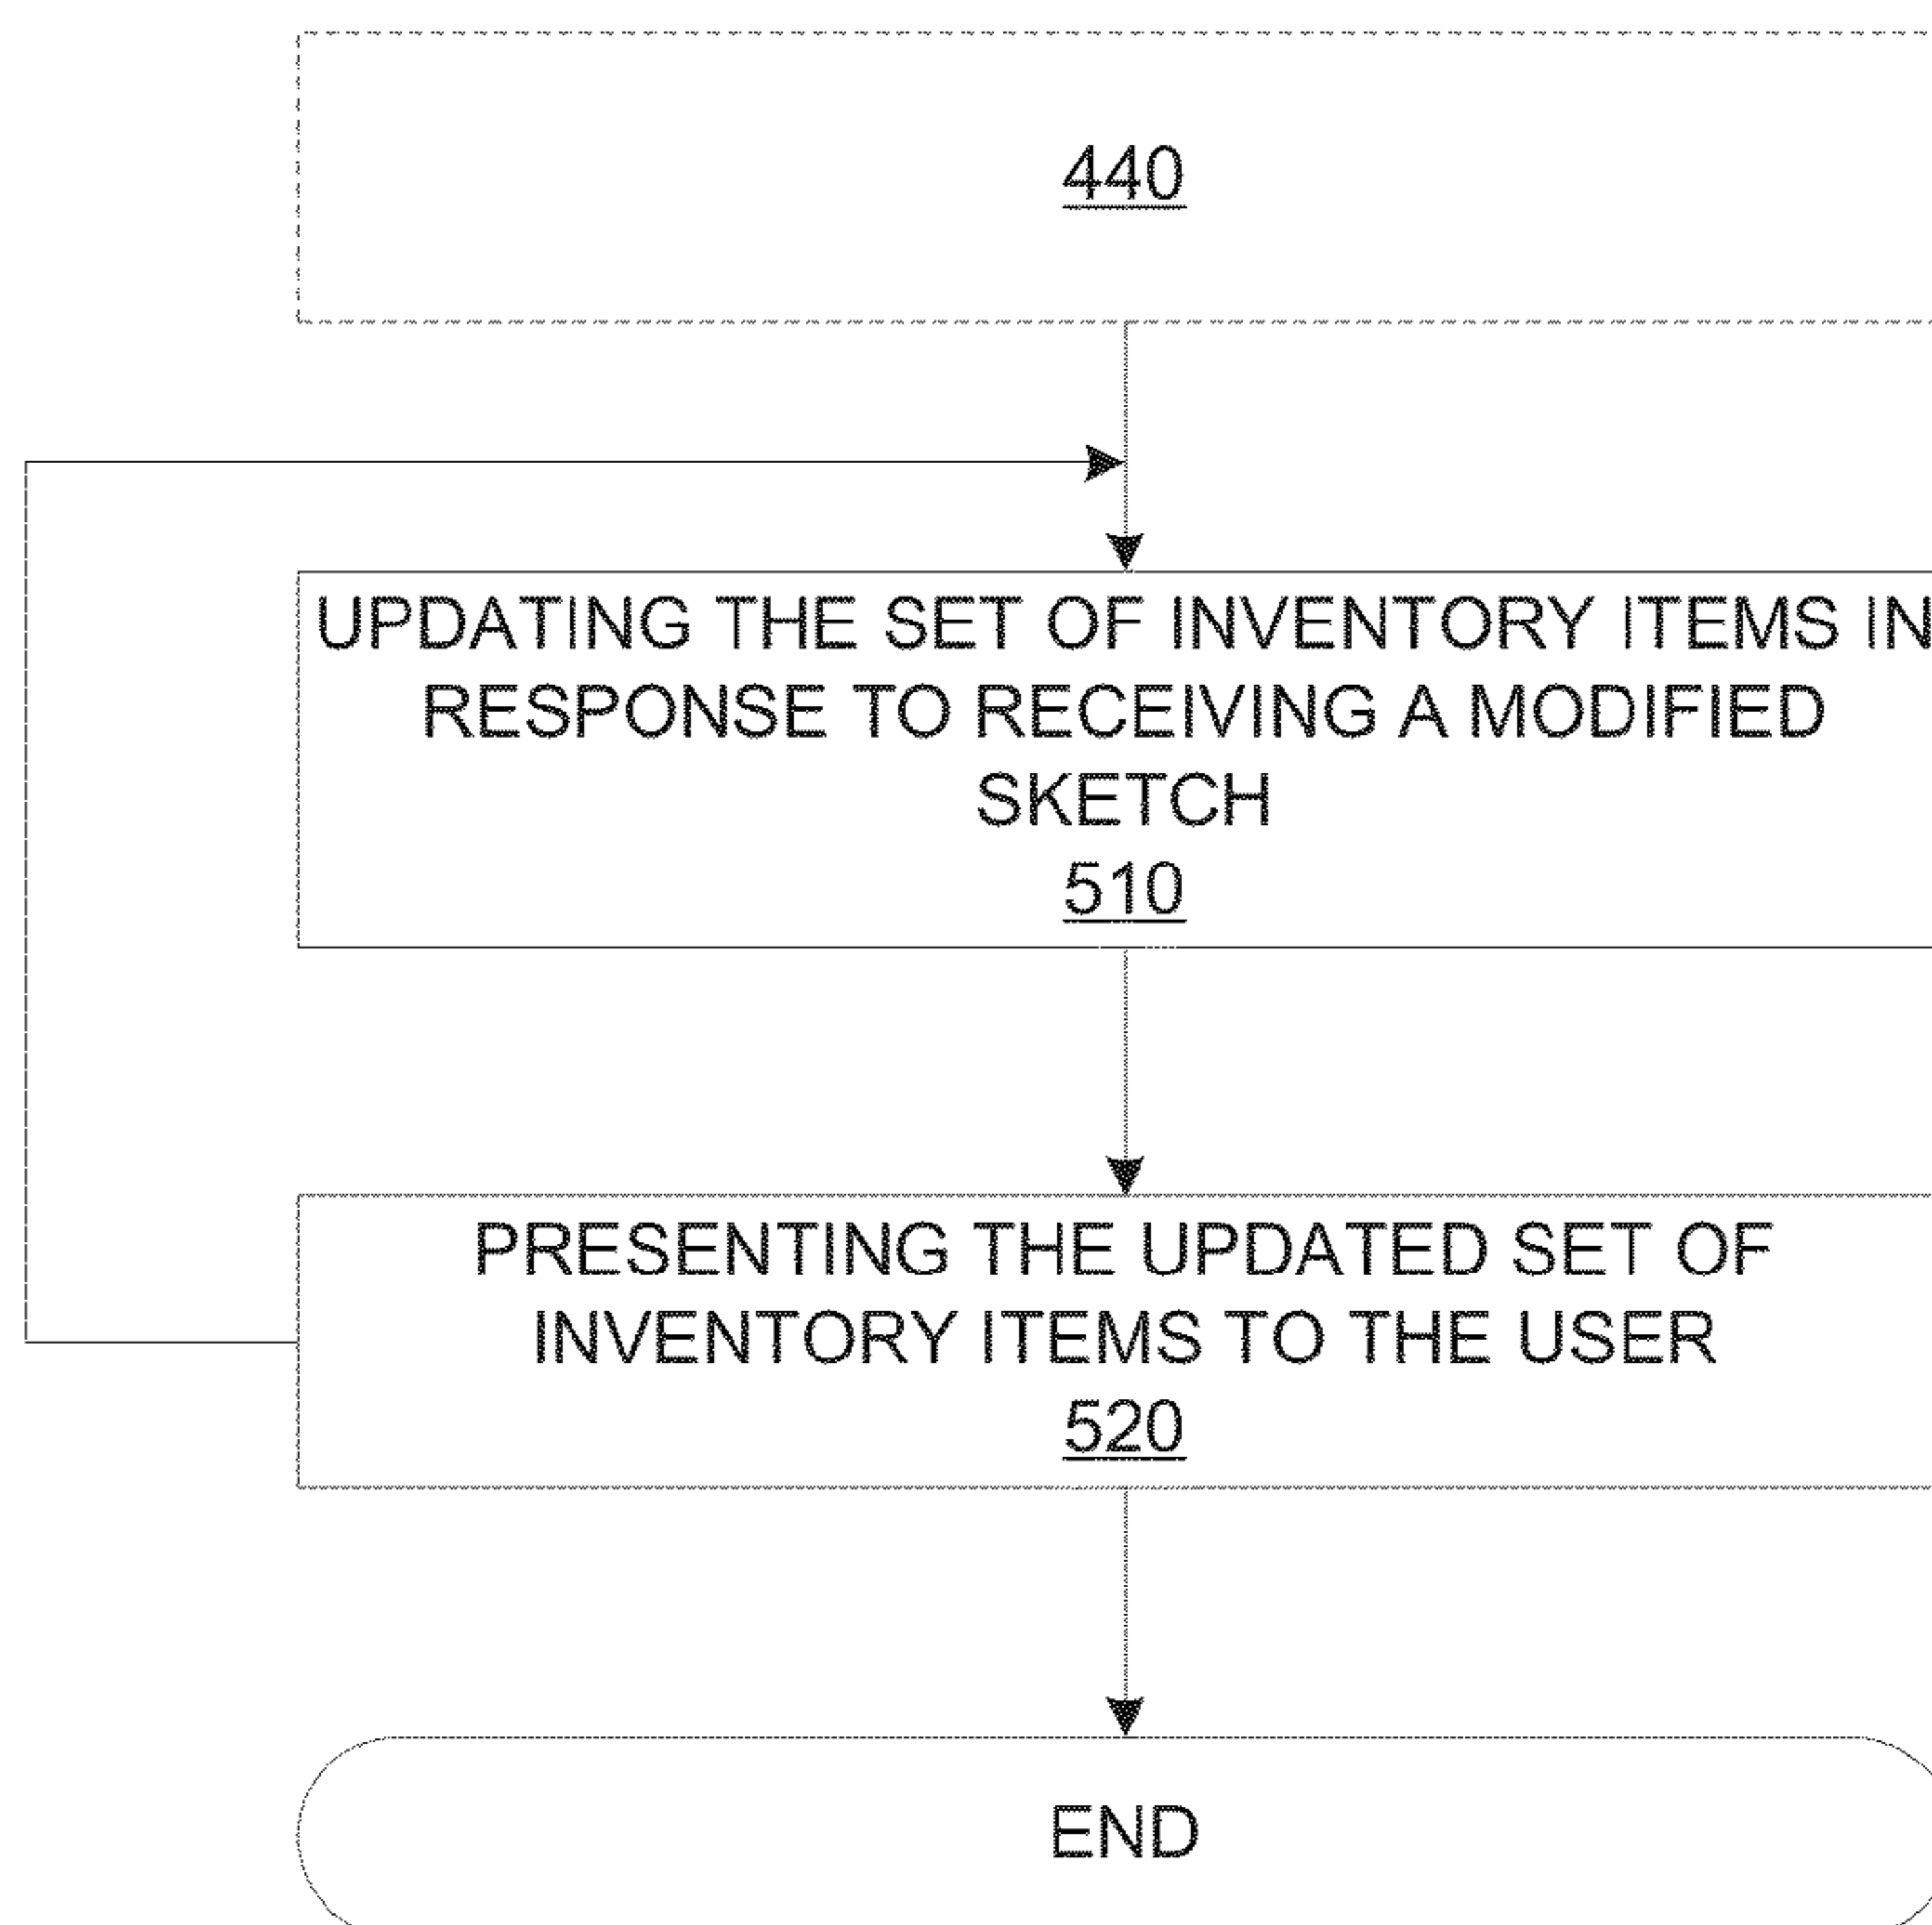 440
UPDATING THE SET OF INVENTORY ITEMS IN
RESPONSE TO RECEIVING A MODIFIED
SKETCH
510
PRESENTING THE UPDATED SET OF
INVENTORY ITEMS TO THE USER
520
END